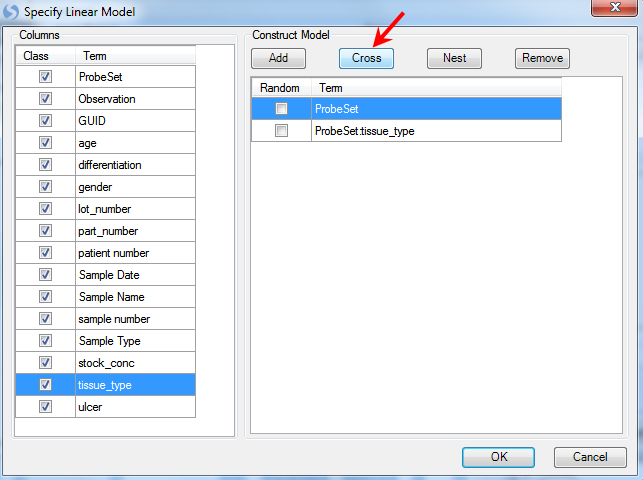 Specify Linear Model
Columns
Class Term
ProbeSet
Observation
GUID
age
differentiation
gender
lot_number
part_number
patient number
Sample Date
Sample Name
sample number
Sample Type
stock_conc
tissue_type
ulcer
Construct Model
Add Cross Nest Remove
Random Term
ProbeSet
ProbeSet:tissue_type
OK Cancel